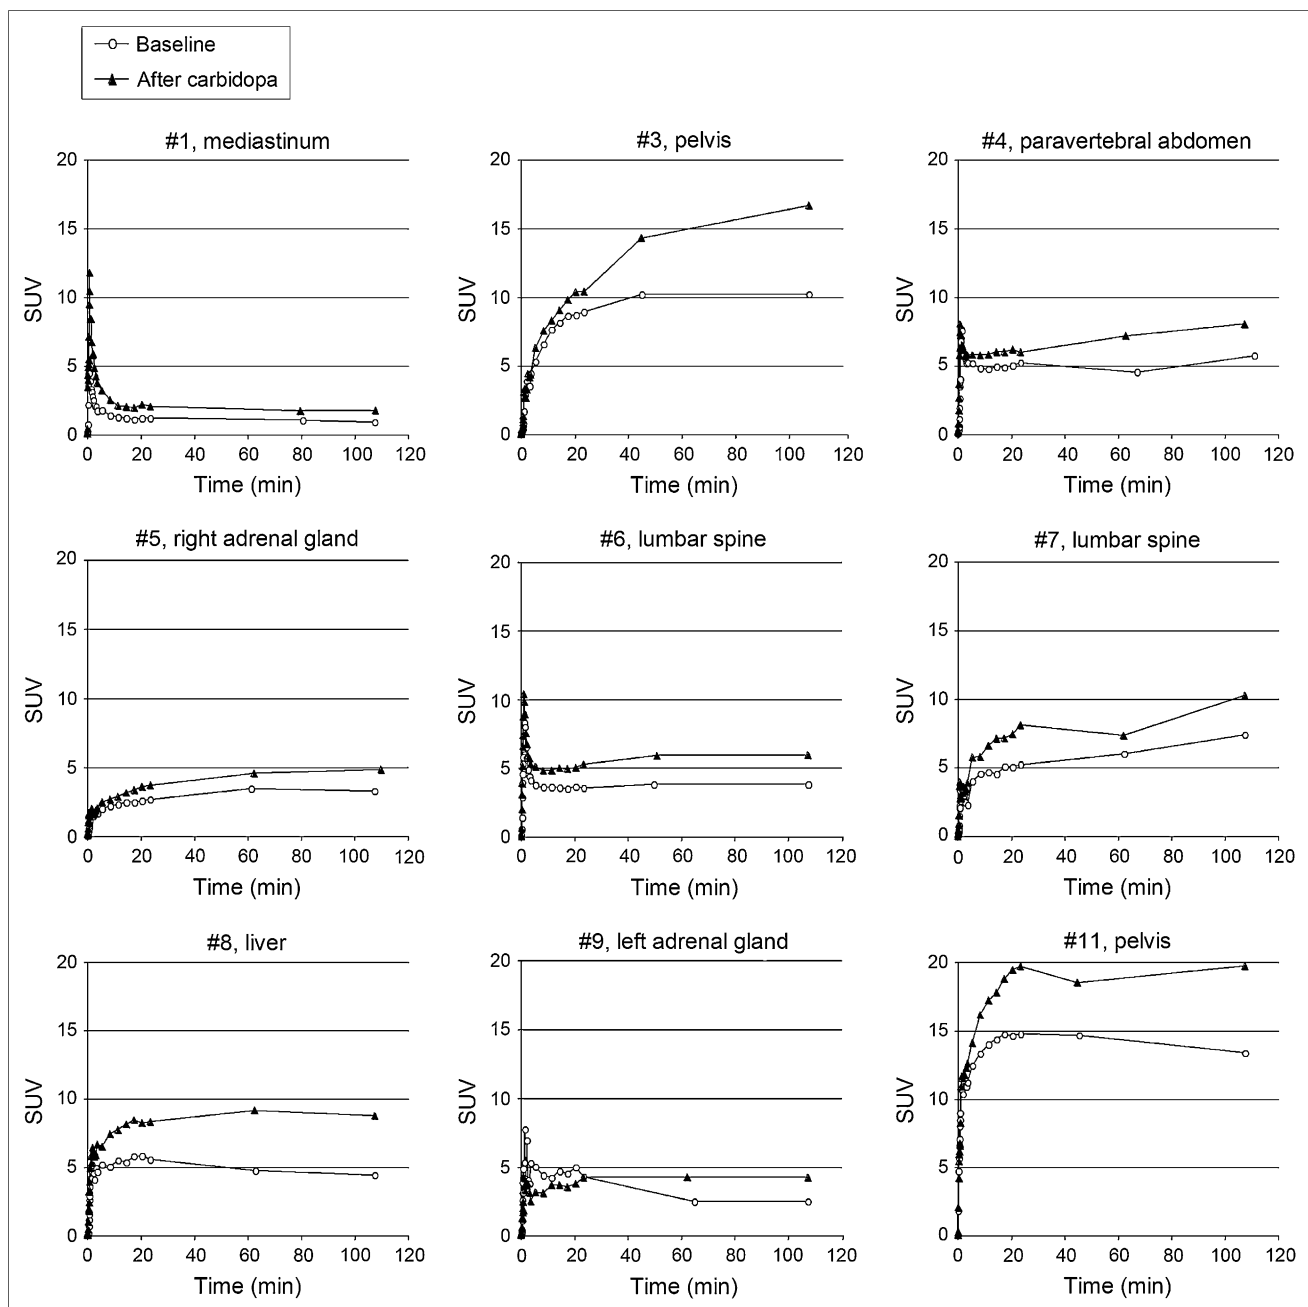 Baseline
After carbidopa
#1, mediastinum
#3, pelvis
#4, paravertebral abdomen
20
15
10
5
0
SUV
0 20 40 60 80 100 120
Time (min)
20
15
10
5
0
SUV
0 20 40 60 80 100 120
Time (min)
20
15
10
5
0
SUV
0 20 40 60 80 100 120
Time (min)
#5, right adrenal gland
#6, lumbar spine
#7, lumbar spine
20
15
10
5
0
SUV
0 20 40 60 80 100 120
Time (min)
20
15
10
5
0
SUV
0 20 40 60 80 100 120
Time (min)
20
15
10
5
0
SUV
0 20 40 60 80 100 120
Time (min)
#8, liver
#9, left adrenal gland
#11, pelvis
20
15
10
5
0
SUV
0 20 40 60 80 100 120
Time (min)
20
15
10
5
0
SUV
0 20 40 60 80 100 120
Time (min)
20
15
10
5
0
SUV
0 20 40 60 80 100 120
Time (min)